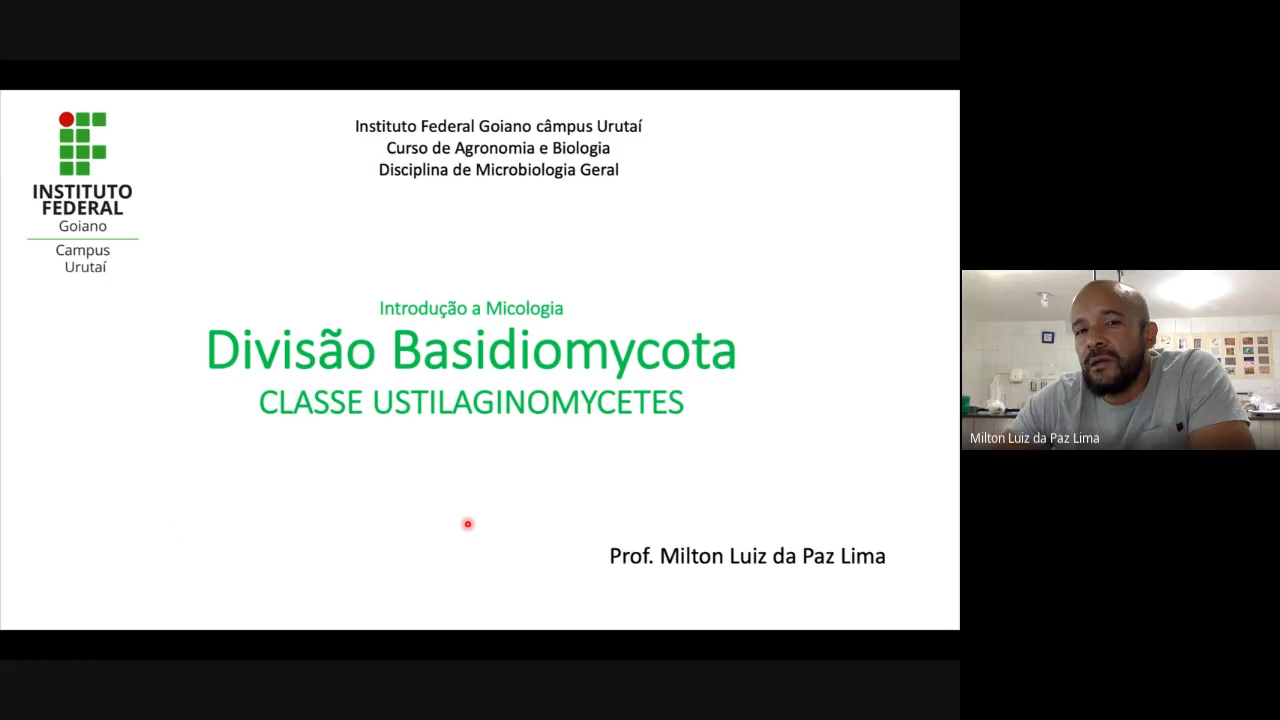 Instituto Federal Goiano câmpus Urutaí
Curso de Agronomia e Biologia
Disciplina de Microbiologia Geral
INSTITUTO
FEDERAL
Goiano
Campus
Urutaí
Introdução a Micologia
Divisão Basidiomycota
CLASSE USTILAGINOMYCETES
Prof. Milton Luiz da Paz Lima
Milton Luiz da Paz Lima